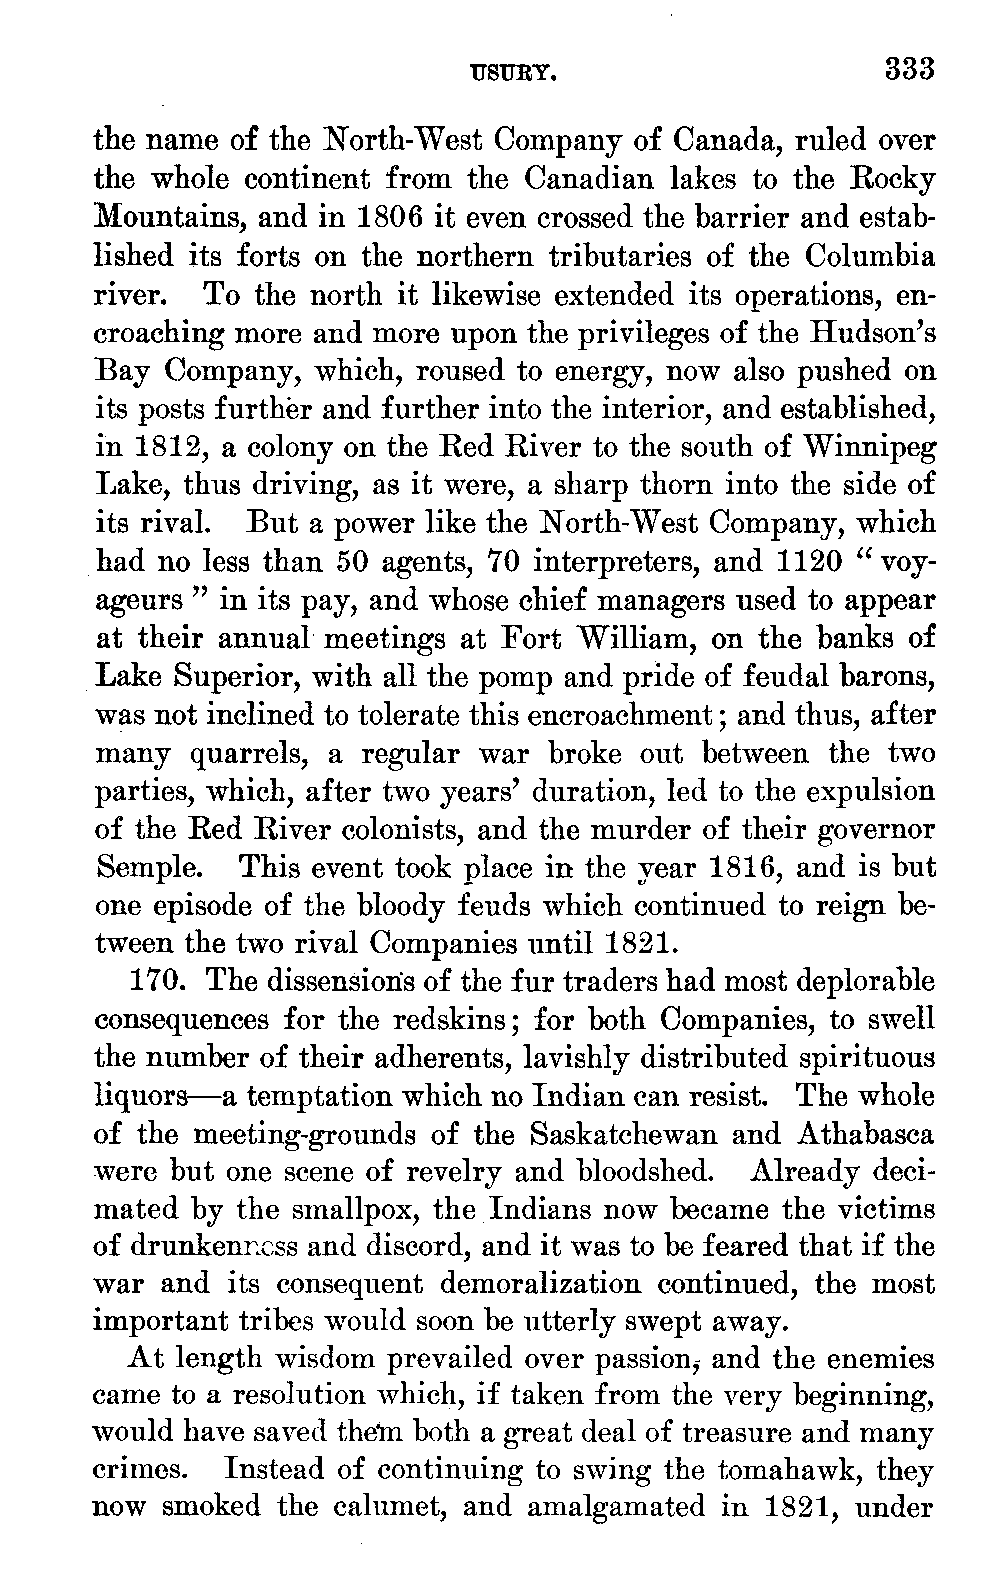 USURY. 333
the name of the North-West Company of Canada, ruled over
the whole continent from the Canadian lakes to the Rocky
Mountains, and in 1806 it even crossed the barrier and estab-
lished its forts on the northern tributaries of the Columbia
river. To the north it likewise extended its operations, en-
croaching more and more upon the privileges of the Hudson's
Bay Company, which, roused to energy, now also pushed on
its posts further and further into the interior, and established,
in 1812, a colony on the Red River to the south of Winnipeg
Lake, thus driving, as it were, a sharp thorn into the side of
its rival. But a power like the North-West Company, which
had no less than 50 agents, 70 interpreters, and 1120 “ voy-
ageurs ” in its pay, and whose chief managers used to appear
at their annual meetings at Fort William, on the banks of
Lake Superior, with all the pomp and pride of feudal barons,
was not inclined to tolerate this encroachment; and thus, after
many quarrels, a regular war broke out between the two
parties, which, after two years' duration, led to the expulsion
of the Red River colonists, and the murder of their governor
Semple. This event took place in the year 1816, and is but
one episode of the bloody feuds which continued to reign be-
tween the two rival Companies until 1821.
170. The dissensions of the fur traders had most deplorable
consequences for the redskins; for both Companies, to swell
the number of their adherents, lavishly distributed spirituous
liquors—a temptation which no Indian can resist. The whole
of the meeting-grounds of the Saskatchewan and Athabasca
were but one scene of revelry and bloodshed. Already deci-
mated by the smallpox, the Indians now became the victims
of drunkenness and discord, and it was to be feared that if the
war and its consequent demoralization continued, the most
important tribes would soon be utterly swept away.
At length wisdom prevailed over passion, and the enemies
came to a resolution which, if taken from the very beginning,
would have saved them both a great deal of treasure and many
crimes. Instead of continuing to swing the tomahawk, they
now smoked the calumet, and amalgamated in 1821, under